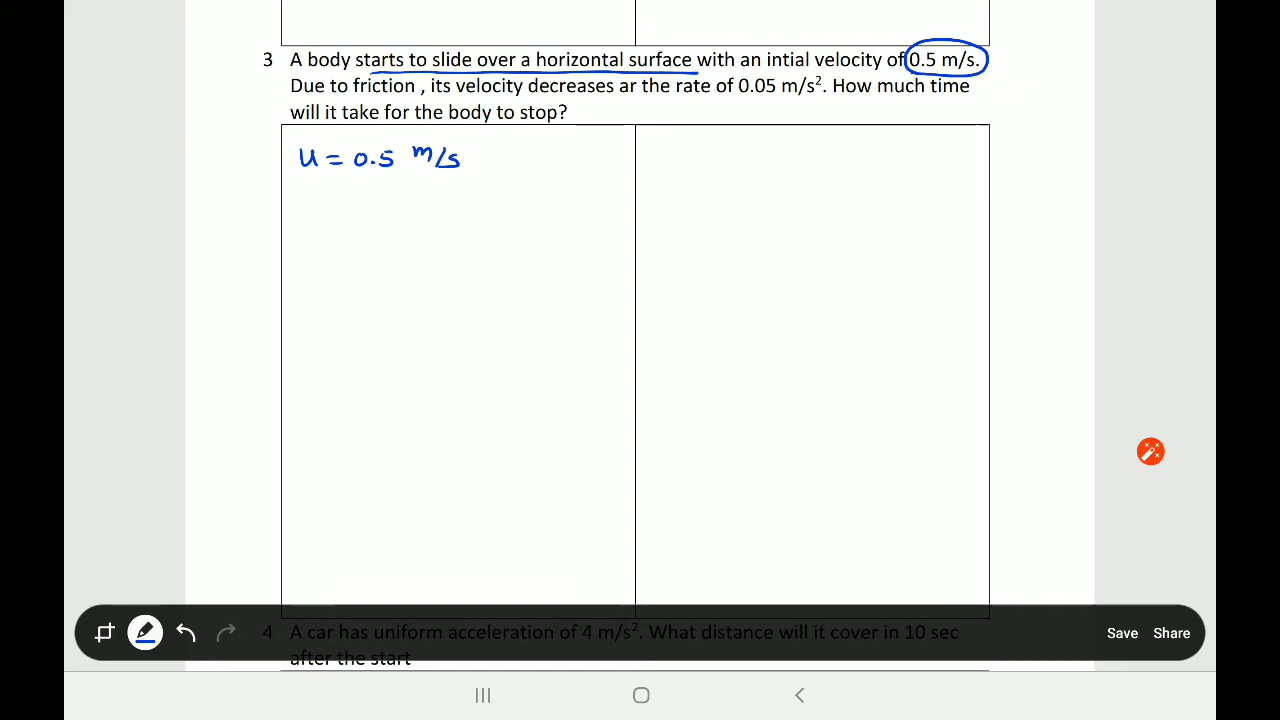 3 A body starts to slide over a horizontal surface with an intial velocity of 0.5 m/s.
Due to friction , its velocity decreases ar the rate of 0.05 m/s². How much time
will it take for the body to stop?
u = 0.5 m/s
4 A car has uniform acceleration of 4 m/s². What distance will it cover in 10 sec
after the start
Save Share